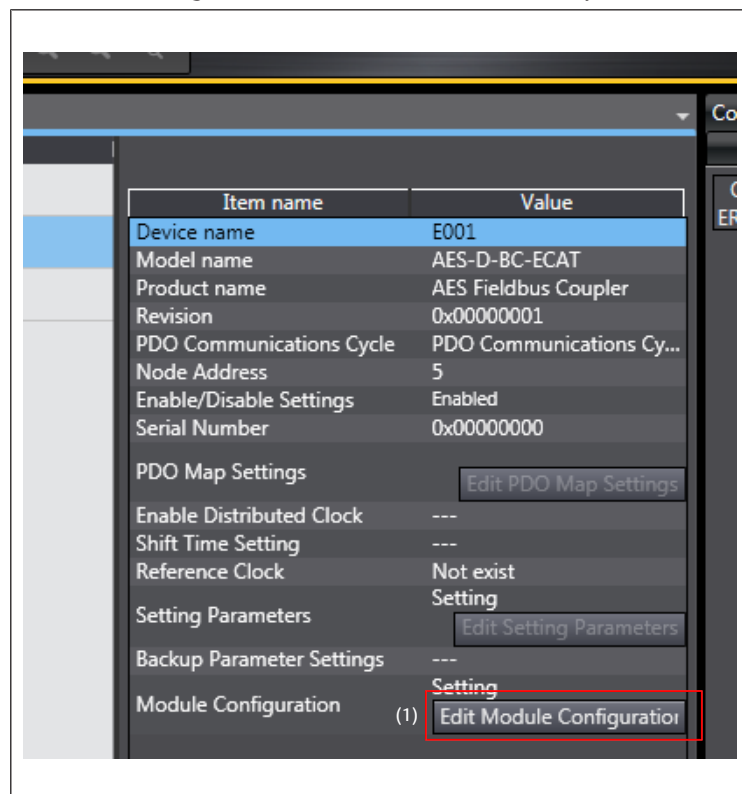 Co
Item name Value
C
ER
Device name E001
Model name AES-D-BC-ECAT
Product name AES Fieldbus Coupler
Revision 0x00000001
PDO Communications Cycle PDO Communications Cy...
Node Address 5
Enable/Disable Settings Enabled
Serial Number 0x00000000
PDO Map Settings Edit PDO Map Settings
Enable Distributed Clock ---
Shift Time Setting ---
Reference Clock Not exist
Setting Parameters Setting
Edit Setting Parameters
Backup Parameter Settings ---
Module Configuration Setting
(1) Edit Module Configuration